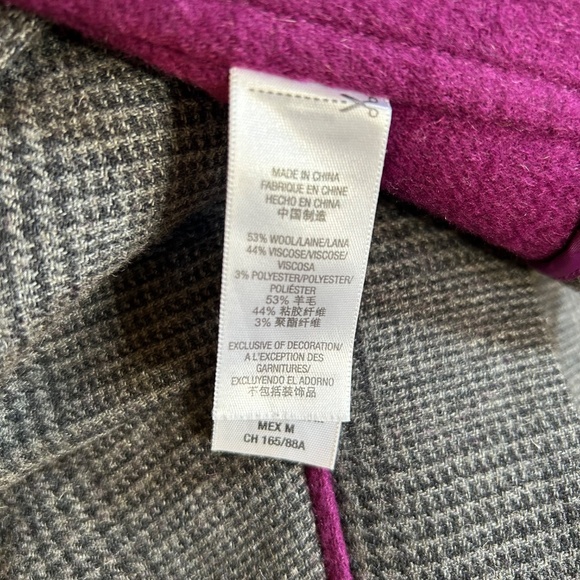 MADE IN CHINA
FABRIQUE EN CHINE
HECHO EN CHINA
中国制造
53% WOOL/LAINE/LANA
44% VISCOSE/VISCOSE/
VISCOSA
3% POLYESTER/POLYESTER/
POLIÉSTER
53% 羊毛
44% 粘胶纤维
3% 聚酯纤维
EXCLUSIVE OF DECORATION/
A L'EXCEPTION DES
GARNITURES/
EXCLUYENDO EL ADORNO
不包括装饰品
MEX M
CH 165/88A